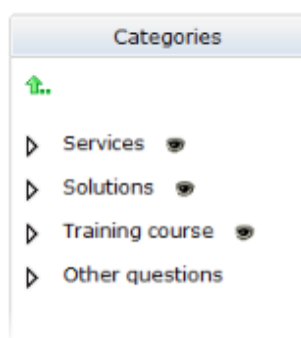 Categories
..
Services
Solutions
Training course
Other questions